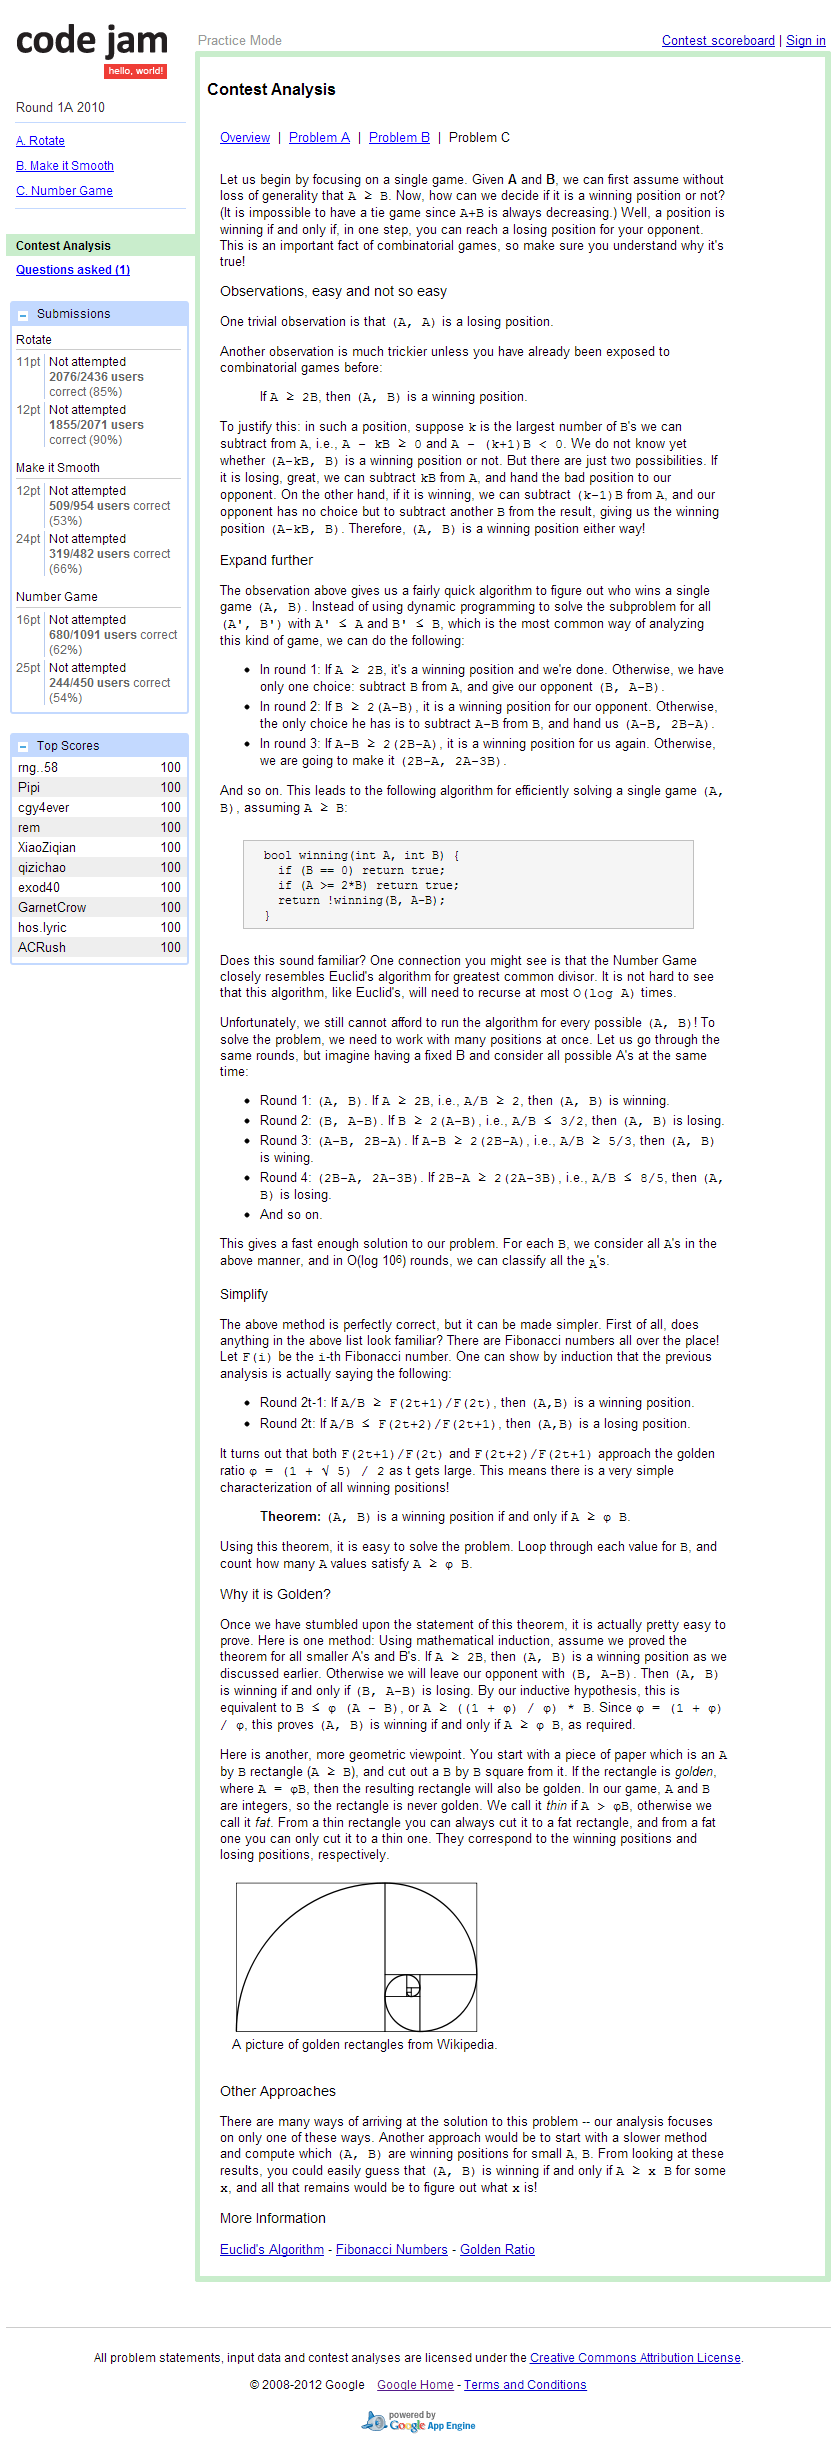 code jam
hello, world!
Practice Mode
Contest scoreboard | Sign in
Round 1A 2010
A. Rotate
B. Make it Smooth
C. Number Game
Contest Analysis
Questions asked (1)
Submissions
Rotate
11pt Not attempted
2076/2436 users
correct (85%)
12pt Not attempted
1855/2071 users
correct (90%)
Make it Smooth
12pt Not attempted
509/954 users correct
(53%)
24pt Not attempted
319/482 users correct
(66%)
Number Game
16pt Not attempted
680/1091 users correct
(62%)
25pt Not attempted
244/450 users correct
(54%)
Top Scores
rng..58 100
Pipi 100
cgy4ever 100
rem 100
XiaoZiqian 100
qizichao 100
exod40 100
GarnetCrow 100
hos.lyric 100
ACRush 100
Contest Analysis
Overview | Problem A | Problem B | Problem C
Let us begin by focusing on a single game. Given A and B, we can first assume without
loss of generality that A ≥ B. Now, how can we decide if it is a winning position or not?
(It is impossible to have a tie game since A+B is always decreasing.) Well, a position is
winning if and only if, in one step, you can reach a losing position for your opponent.
This is an important fact of combinatorial games, so make sure you understand why it's
true!
Observations, easy and not so easy
One trivial observation is that (A, A) is a losing position.
Another observation is much trickier unless you have already been exposed to
combinatorial games before:
If A ≥ 2B, then (A, B) is a winning position.
To justify this: in such a position, suppose k is the largest number of B's we can
subtract from A, i.e., A - kB ≥ 0 and A - (k+1)B < 0. We do not know yet
whether (A-kB, B) is a winning position or not. But there are just two possibilities. If
it is losing, great, we can subtract kB from A, and hand the bad position to our
opponent. On the other hand, if it is winning, we can subtract (k-1)B from A, and our
opponent has no choice but to subtract another B from the result, giving us the winning
position (A-kB, B). Therefore, (A, B) is a winning position either way!
Expand further
The observation above gives us a fairly quick algorithm to figure out who wins a single
game (A, B). Instead of using dynamic programming to solve the subproblem for all
(A', B') with A' ≤ A and B' ≤ B, which is the most common way of analyzing
this kind of game, we can do the following:
• In round 1: If A ≥ 2B, it's a winning position and we're done. Otherwise, we have
only one choice: subtract B from A, and give our opponent (B, A-B).
• In round 2: If B ≥ 2(A-B), it is a winning position for our opponent. Otherwise,
the only choice he has is to subtract A-B from B, and hand us (A-B, 2B-A).
• In round 3: If A-B ≥ 2(2B-A), it is a winning position for us again. Otherwise,
we are going to make it (2B-A, 2A-3B).
And so on. This leads to the following algorithm for efficiently solving a single game (A,
B), assuming A ≥ B:
bool winning(int A, int B) {
if (B == 0) return true;
if (A >= 2*B) return true;
return !winning(B, A-B);
}
Does this sound familiar? One connection you might see is that the Number Game
closely resembles Euclid's algorithm for greatest common divisor. It is not hard to see
that this algorithm, like Euclid's, will need to recurse at most O(log A) times.
Unfortunately, we still cannot afford to run the algorithm for every possible (A, B)! To
solve the problem, we need to work with many positions at once. Let us go through the
same rounds, but imagine having a fixed B and consider all possible A's at the same
time:
• Round 1: (A, B). If A ≥ 2B, i.e., A/B ≥ 2, then (A, B) is winning.
• Round 2: (B, A-B). If B ≥ 2(A-B), i.e., A/B ≤ 3/2, then (A, B) is losing.
• Round 3: (A-B, 2B-A). If A-B ≥ 2(2B-A), i.e., A/B ≥ 5/3, then (A, B)
is wining.
• Round 4: (2B-A, 2A-3B). If 2B-A ≥ 2(2A-3B), i.e., A/B ≤ 8/5, then (A,
B) is losing.
• And so on.
This gives a fast enough solution to our problem. For each B, we consider all A's in the
above manner, and in O(log 10⁶) rounds, we can classify all the A's.
Simplify
The above method is perfectly correct, but it can be made simpler. First of all, does
anything in the above list look familiar? There are Fibonacci numbers all over the place!
Let F(i) be the i-th Fibonacci number. One can show by induction that the previous
analysis is actually saying the following:
• Round 2t-1: If A/B ≥ F(2t+1)/F(2t), then (A,B) is a winning position.
• Round 2t: If A/B ≤ F(2t+2)/F(2t+1), then (A,B) is a losing position.
It turns out that both F(2t+1)/F(2t) and F(2t+2)/F(2t+1) approach the golden
ratio φ = (1 + √ 5) / 2 as t gets large. This means there is a very simple
characterization of all winning positions!
Theorem: (A, B) is a winning position if and only if A ≥ φ B.
Using this theorem, it is easy to solve the problem. Loop through each value for B, and
count how many A values satisfy A ≥ φ B.
Why it is Golden?
Once we have stumbled upon the statement of this theorem, it is actually pretty easy to
prove. Here is one method: Using mathematical induction, assume we proved the
theorem for all smaller A's and B's. If A ≥ 2B, then (A, B) is a winning position as we
discussed earlier. Otherwise we will leave our opponent with (B, A-B). Then (A, B)
is winning if and only if (B, A-B) is losing. By our inductive hypothesis, this is
equivalent to B ≤ φ (A - B), or A ≥ ((1 + φ) / φ) * B. Since φ = (1 + φ)
/ φ, this proves (A, B) is winning if and only if A ≥ φ B, as required.
Here is another, more geometric viewpoint. You start with a piece of paper which is an A
by B rectangle (A ≥ B), and cut out a B by B square from it. If the rectangle is golden,
where A = φB, then the resulting rectangle will also be golden. In our game, A and B
are integers, so the rectangle is never golden. We call it thin if A > φB, otherwise we
call it fat. From a thin rectangle you can always cut it to a fat rectangle, and from a fat
one you can only cut it to a thin one. They correspond to the winning positions and
losing positions, respectively.
A picture of golden rectangles from Wikipedia.
Other Approaches
There are many ways of arriving at the solution to this problem -- our analysis focuses
on only one of these ways. Another approach would be to start with a slower method
and compute which (A, B) are winning positions for small A, B. From looking at these
results, you could easily guess that (A, B) is winning if and only if A ≥ x B for some
x, and all that remains would be to figure out what x is!
More Information
Euclid's Algorithm - Fibonacci Numbers - Golden Ratio
All problem statements, input data and contest analyses are licensed under the Creative Commons Attribution License.
© 2008-2012 Google Google Home - Terms and Conditions
powered by
Google App Engine